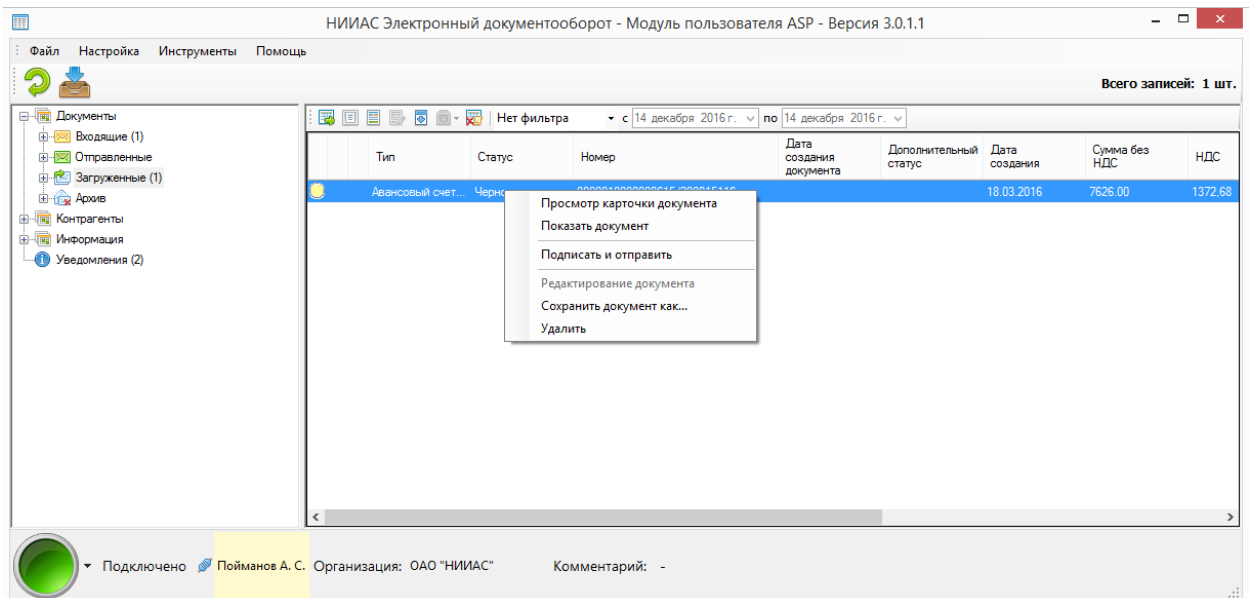 НИИАС Электронный документооборот - Модуль пользователя ASP - Версия 3.0.1.1
Файл Настройка Инструменты Помощь
Всего записей: 1 шт.
Документы
Входящие (1)
Отправленные
Загруженные (1)
Архив
Контрагенты
Информация
Уведомления (2)
Нет фильтра с 14 декабря 2016 г. по 14 декабря 2016 г.
Тип Статус Номер Дата создания документа Дополнительный статус Дата создания Сумма без НДС НДС
Авансовый счет... Черно 18.03.2016 7626.00 1372,68
Просмотр карточки документа
Показать документ
Подписать и отправить
Редактирование документа
Сохранить документ как...
Удалить
Подключено Пойманов А. С. Организация: ОАО "НИИАС" Комментарий: -